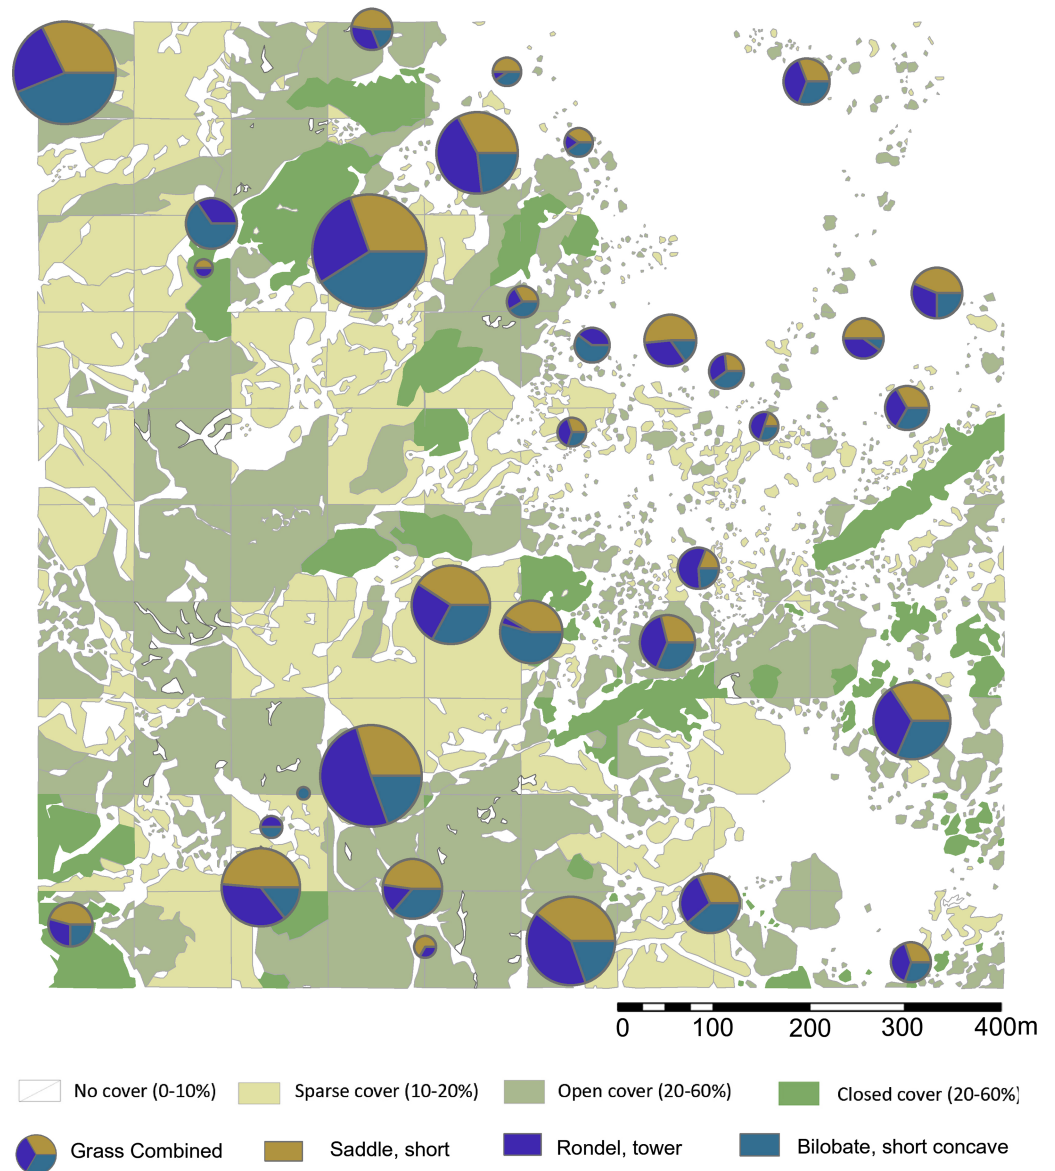 0 100 200 300 400m
No cover (0-10%) Sparse cover (10-20%) Open cover (20-60%) Closed cover (20-60%)
Grass Combined Saddle, short Rondel, tower Bilobate, short concave